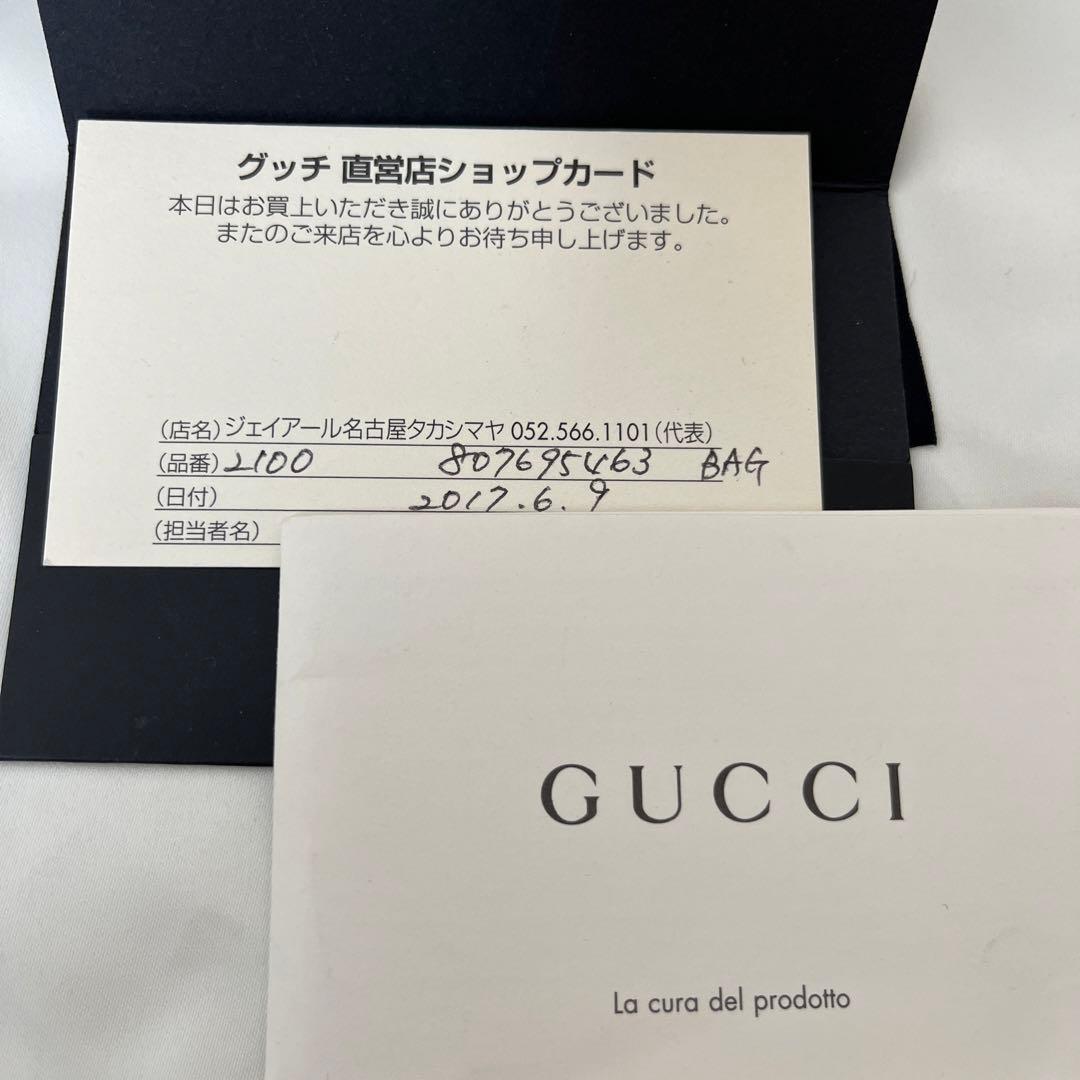 グッチ 直営店ショップカード
本日はお買上いただき誠にありがとうございました。
またのご来店を心よりお待ち申し上げます。
(店名)ジェイアール名古屋タカシマヤ 052.566.1101(代表)
(品番)2100 807695463 BAG
(日付) 2017.6.9
(担当者名)
GUCCI
La cura del prodotto